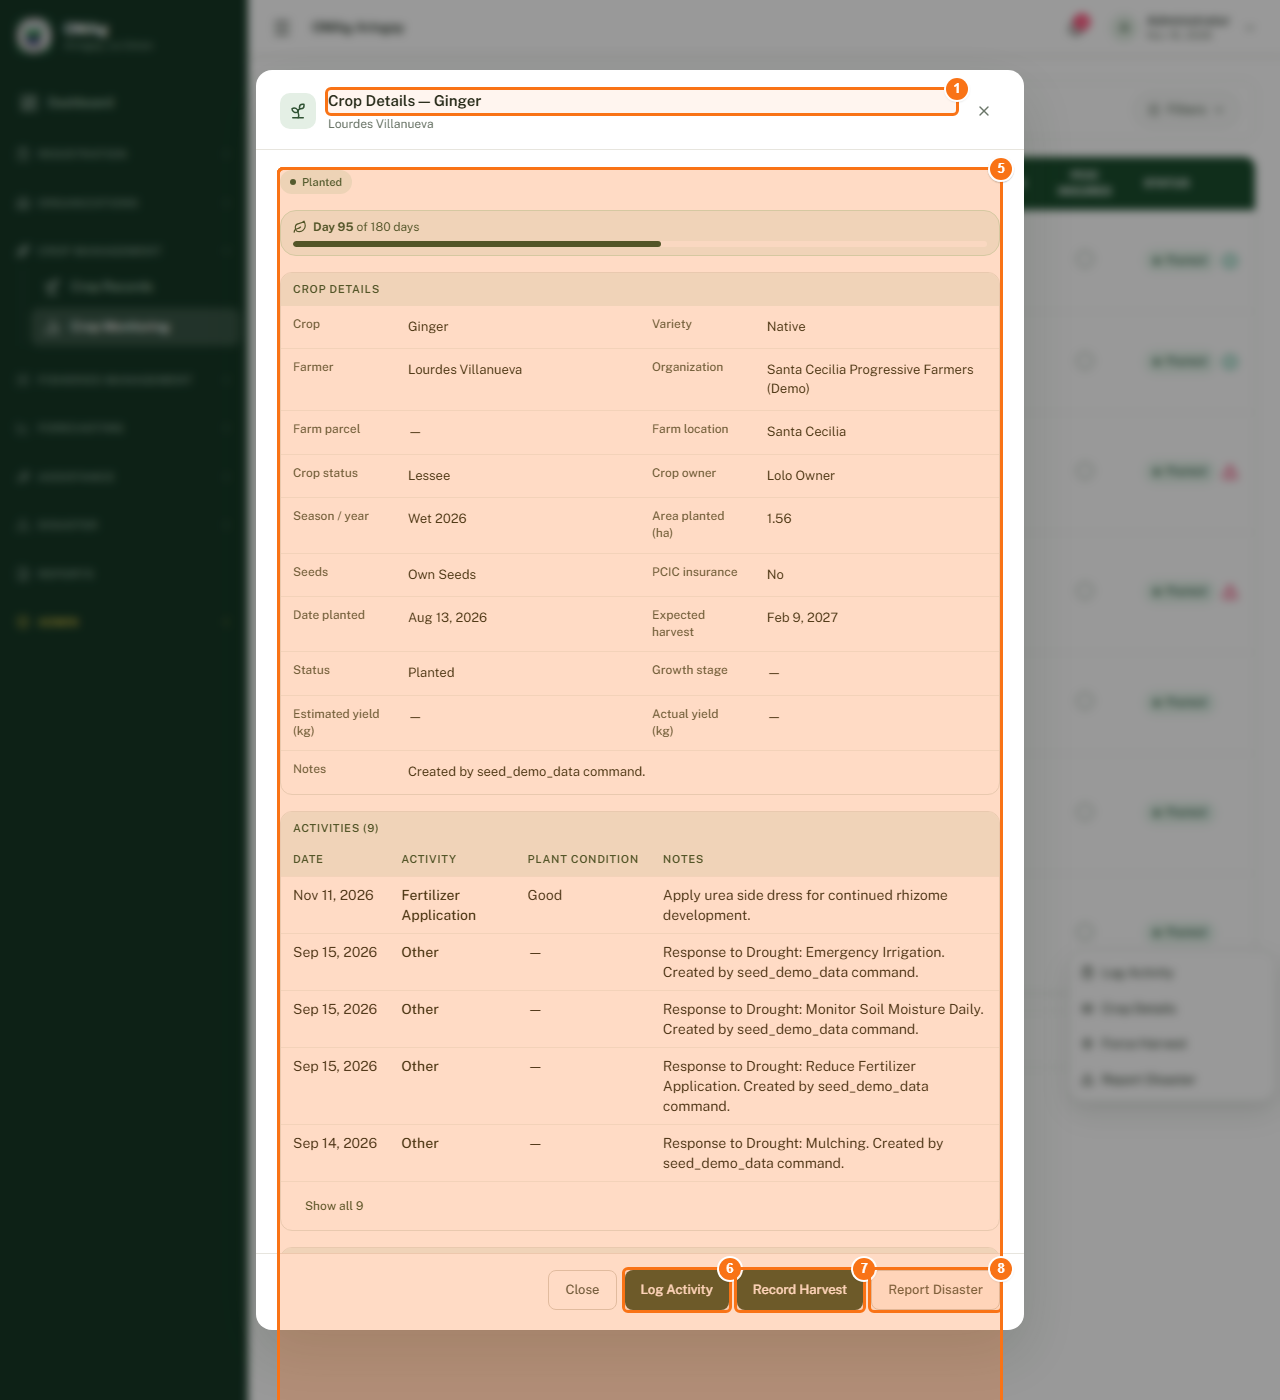 Crop Details — Ginger
1
Lourdes Villanueva
5
Planted
Day 95 of 180 days
CROP DETAILS
Crop Ginger Variety Native
Farmer Lourdes Villanueva Organization Santa Cecilia Progressive Farmers
(Demo)
Farm parcel — Farm location Santa Cecilia
Crop status Lessee Crop owner Lolo Owner
Season / year Wet 2026 Area planted 1.56
(ha)
Seeds Own Seeds PCIC insurance No
Date planted Aug 13, 2026 Expected Feb 9, 2027
harvest
Status Planted Growth stage —
Estimated yield — Actual yield —
(kg) (kg)
Notes Created by seed_demo_data command.
ACTIVITIES (9)
DATE ACTIVITY PLANT CONDITION NOTES
Nov 11, 2026 Fertilizer Good Apply urea side dress for continued rhizome
Application development.
Sep 15, 2026 Other — Response to Drought: Emergency Irrigation.
Created by seed_demo_data command.
Sep 15, 2026 Other — Response to Drought: Monitor Soil Moisture Daily.
Created by seed_demo_data command.
Sep 15, 2026 Other — Response to Drought: Reduce Fertilizer
Application. Created by seed_demo_data
command.
Sep 14, 2026 Other — Response to Drought: Mulching. Created by
seed_demo_data command.
Show all 9
6 7 8
Close Log Activity Record Harvest Report Disaster